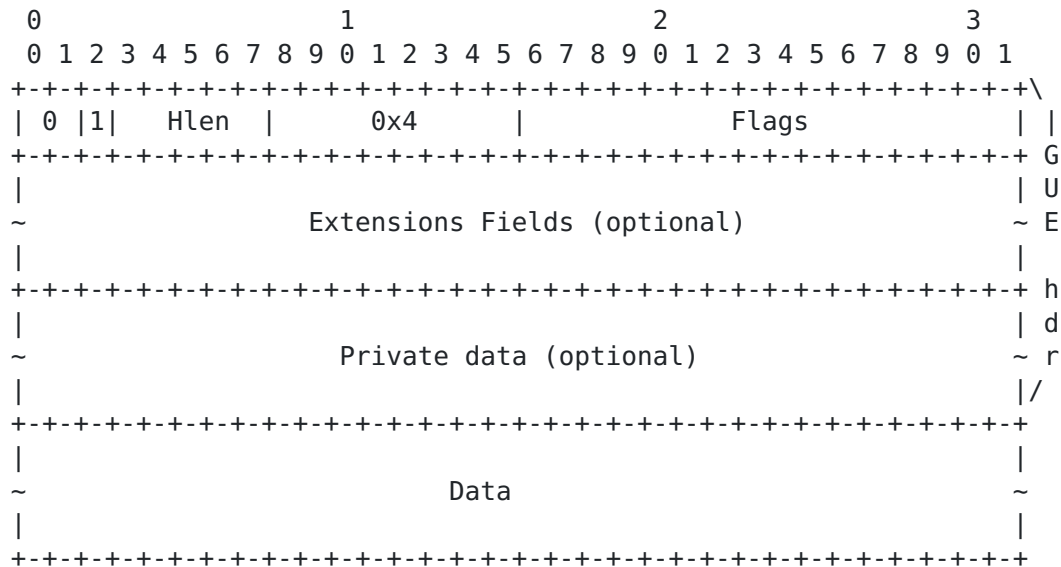 0                   1                   2                   3
 0 1 2 3 4 5 6 7 8 9 0 1 2 3 4 5 6 7 8 9 0 1 2 3 4 5 6 7 8 9 0 1
+-+-+-+-+-+-+-+-+-+-+-+-+-+-+-+-+-+-+-+-+-+-+-+-+-+-+-+-+-+-+-+-+\
| 0 |1|   Hlen  |      0x4      |             Flags             | |
+-+-+-+-+-+-+-+-+-+-+-+-+-+-+-+-+-+-+-+-+-+-+-+-+-+-+-+-+-+-+-+-+ G
|                                                               | U
~                  Extensions Fields (optional)                 ~ E
|                                                               |
+-+-+-+-+-+-+-+-+-+-+-+-+-+-+-+-+-+-+-+-+-+-+-+-+-+-+-+-+-+-+-+-+ h
|                                                               | d
~                    Private data (optional)                    ~ r
|                                                               |/
+-+-+-+-+-+-+-+-+-+-+-+-+-+-+-+-+-+-+-+-+-+-+-+-+-+-+-+-+-+-+-+-+
|                                                               |
~                           Data                                ~
|                                                               |
+-+-+-+-+-+-+-+-+-+-+-+-+-+-+-+-+-+-+-+-+-+-+-+-+-+-+-+-+-+-+-+-+